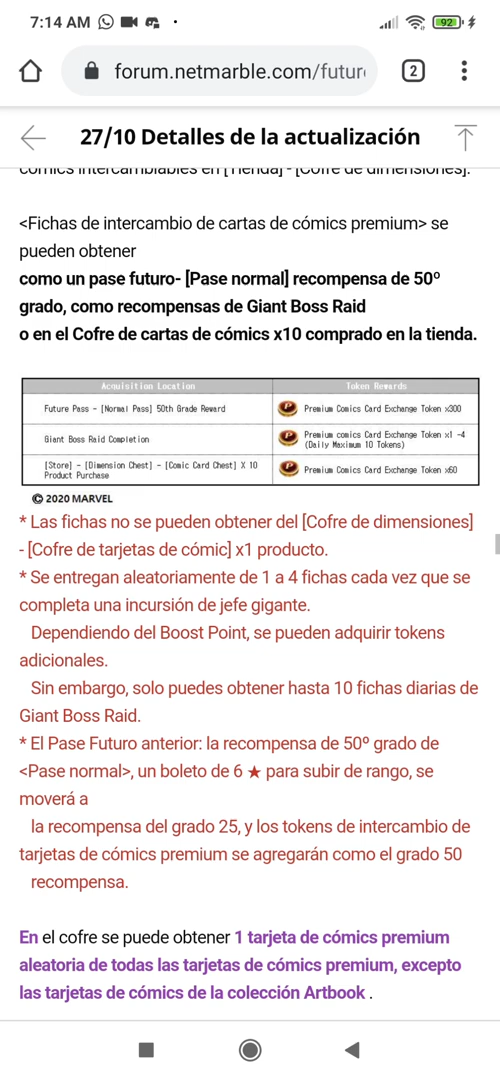 7:14 AM
92
forum.netmarble.com/futur
2
27/10 Detalles de la actualización
cómics intercambiables en [Tienda] - [Cofre de dimensiones].
<Fichas de intercambio de cartas de cómics premium> se
pueden obtener
como un pase futuro- [Pase normal] recompensa de 50º
grado, como recompensas de Giant Boss Raid
o en el Cofre de cartas de cómics x10 comprado en la tienda.
Acquisition Location
Token Rewards
Future Pass - [Normal Pass] 50th Grade Reward
P
Premium Comics Card Exchange Token x300
Giant Boss Raid Completion
P
Premium comics Card Exchange Token x1 -4
(Daily Maximum 10 Tokens)
[Store] - [Dimension Chest] - [Comic Card Chest] X 10
Product Purchase
P
Premium Comics Card Exchange Token x60
© 2020 MARVEL
* Las fichas no se pueden obtener del [Cofre de dimensiones]
- [Cofre de tarjetas de cómic] x1 producto.
* Se entregan aleatoriamente de 1 a 4 fichas cada vez que se
completa una incursión de jefe gigante.
Dependiendo del Boost Point, se pueden adquirir tokens
adicionales.
Sin embargo, solo puedes obtener hasta 10 fichas diarias de
Giant Boss Raid.
* El Pase Futuro anterior: la recompensa de 50º grado de
<Pase normal>, un boleto de 6 ★ para subir de rango, se
moverá a
la recompensa del grado 25, y los tokens de intercambio de
tarjetas de cómics premium se agregarán como el grado 50
recompensa.
En el cofre se puede obtener 1 tarjeta de cómics premium
aleatoria de todas las tarjetas de cómics premium, excepto
las tarjetas de cómics de la colección Artbook .